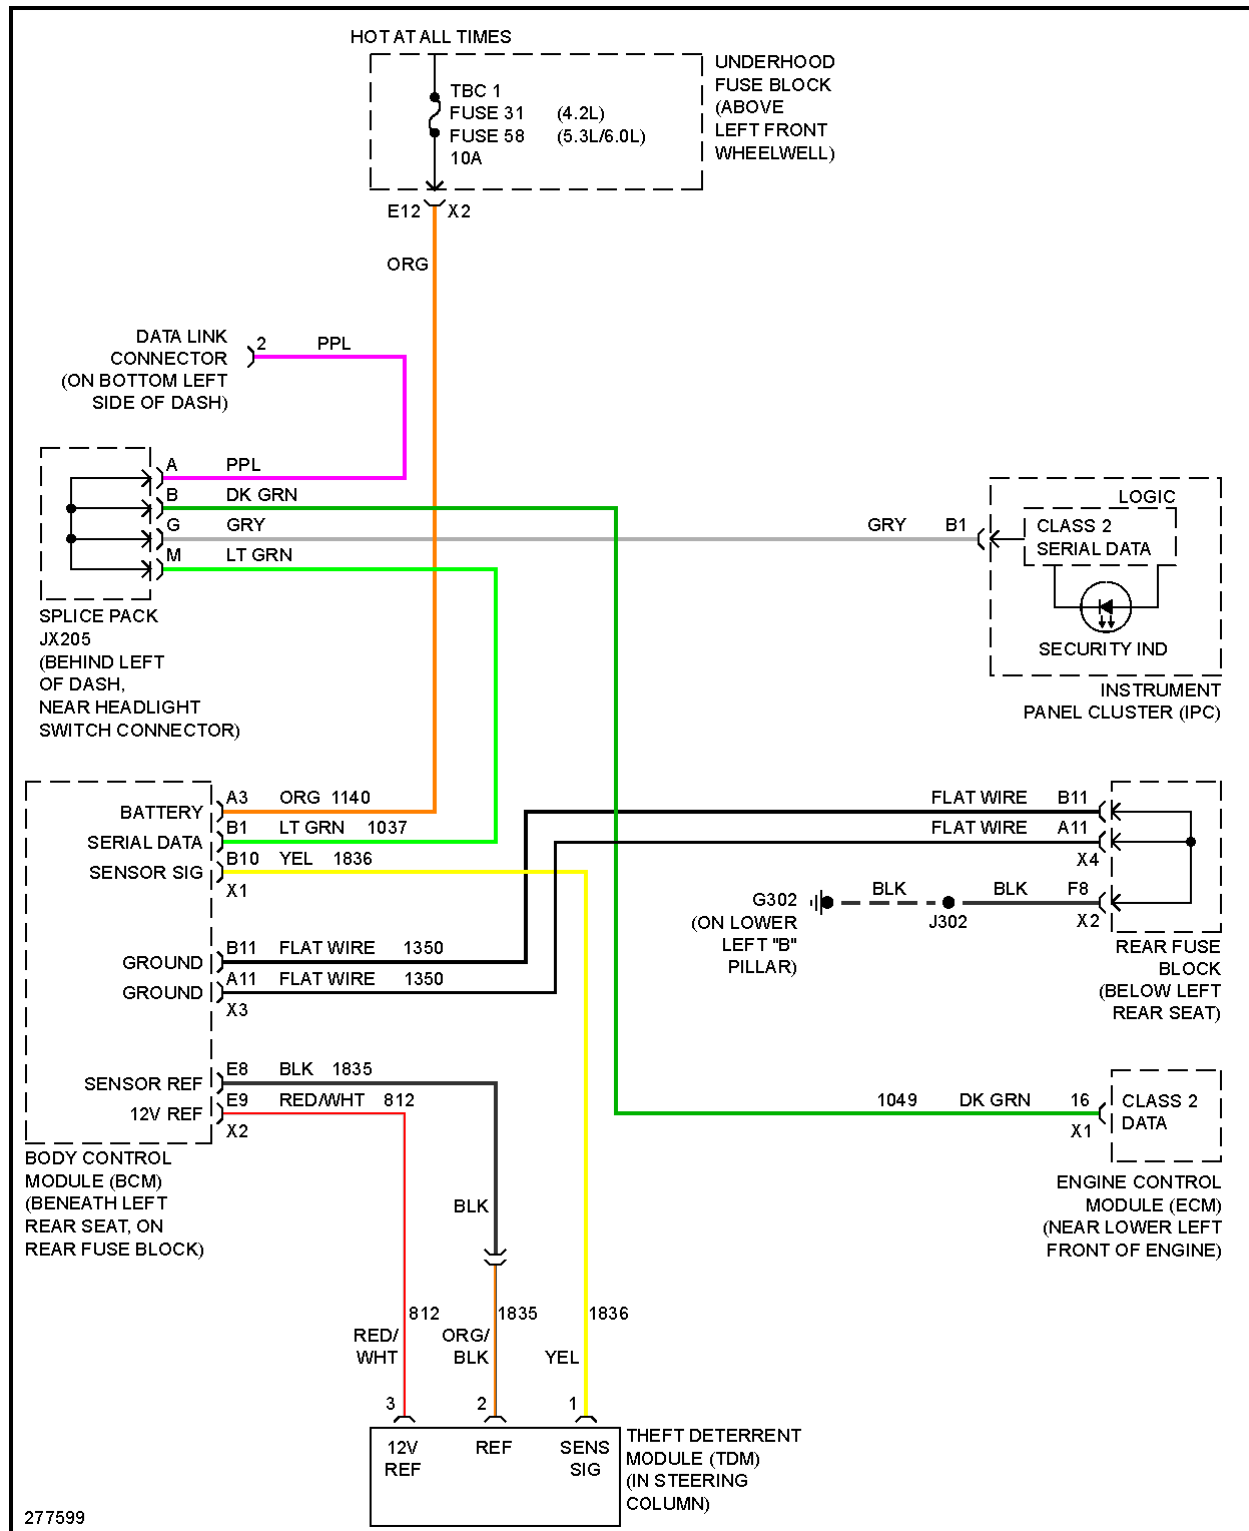 HOT AT ALL TIMES
UNDERHOOD
FUSE BLOCK
(ABOVE
LEFT FRONT
WHEELWELL)
TBC 1
FUSE 31 (4.2L)
FUSE 58 (5.3L/6.0L)
10A
E12 X2
ORG
DATA LINK
CONNECTOR
(ON BOTTOM LEFT
SIDE OF DASH)
2 PPL
A PPL
B DK GRN
G GRY
M LT GRN
SPLICE PACK
JX205
(BEHIND LEFT
OF DASH,
NEAR HEADLIGHT
SWITCH CONNECTOR)
GRY B1
LOGIC
CLASS 2
SERIAL DATA
SECURITY IND
INSTRUMENT
PANEL CLUSTER (IPC)
BATTERY A3 ORG 1140
SERIAL DATA B1 LT GRN 1037
SENSOR SIG B10 YEL 1836
X1
GROUND B11 FLAT WIRE 1350
GROUND A11 FLAT WIRE 1350
X3
SENSOR REF E8 BLK 1835
12V REF E9 RED/WHT 812
X2
BODY CONTROL
MODULE (BCM)
(BENEATH LEFT
REAR SEAT, ON
REAR FUSE BLOCK)
FLAT WIRE B11
FLAT WIRE A11
X4
G302
(ON LOWER
LEFT "B"
PILLAR)
BLK
J302
BLK F8
X2
REAR FUSE
BLOCK
(BELOW LEFT
REAR SEAT)
1049 DK GRN 16
X1
CLASS 2
DATA
ENGINE CONTROL
MODULE (ECM)
(NEAR LOWER LEFT
FRONT OF ENGINE)
BLK
812
RED/
WHT
1835
ORG/
BLK
1836
YEL
3 2 1
12V
REF
REF
SENS
SIG
THEFT DETERRENT
MODULE (TDM)
(IN STEERING
COLUMN)
277599